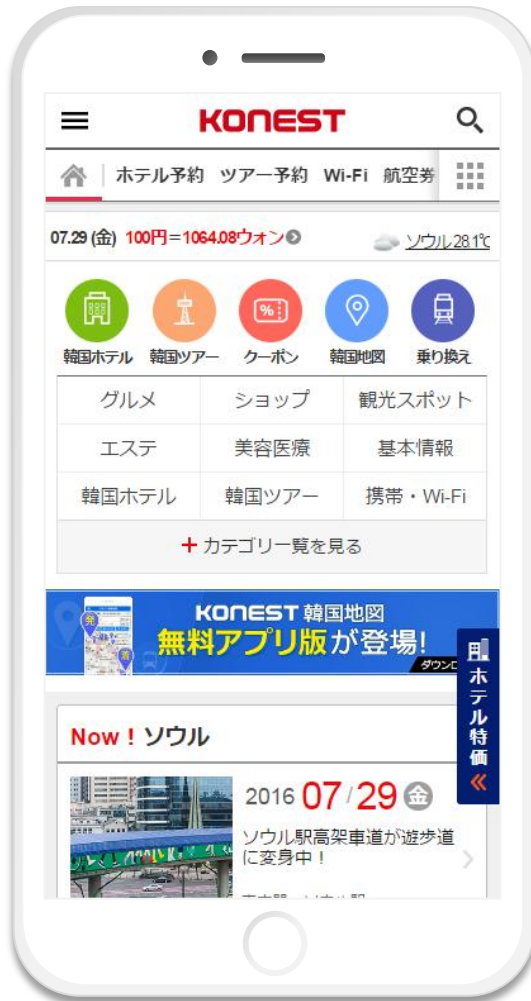 KONEST
ホテル予約 ツアー予約 Wi-Fi 航空券
07.29 (金) 100円=1064.08ウォン ソウル 28.1℃
韓国ホテル 韓国ツアー クーポン 韓国地図 乗り換え
グルメ ショップ 観光スポット
エステ 美容医療 基本情報
韓国ホテル 韓国ツアー 携帯・Wi-Fi
+ カテゴリ一覧を見る
KONEST 韓国地図
無料アプリ版が登場!
ホテル特価
Now ! ソウル
2016 07/29 金
ソウル駅高架車道が遊歩道
に変身中！